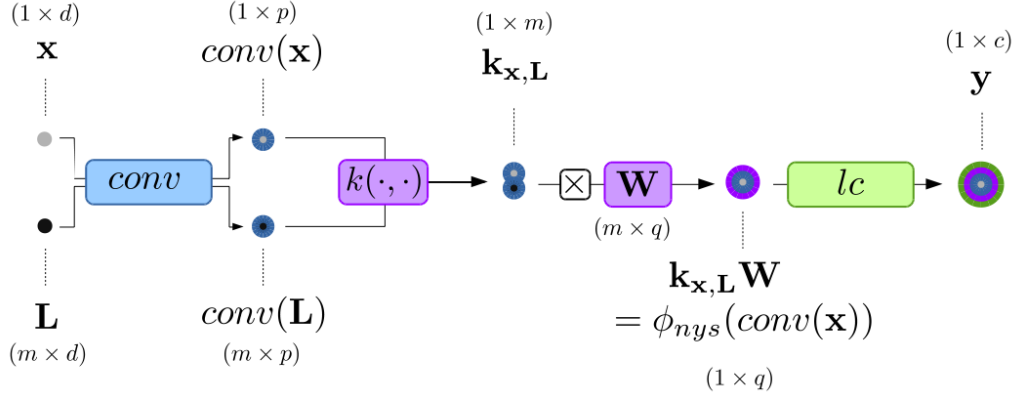 (1 × d)
x
(1 × p)
conv(x)
(1 × m)
k_{x,L}
(1 × c)
y
conv
k(·,·)
×
W
(m × q)
lc
L
(m × d)
conv(L)
(m × p)
k_{x,L}W
= ϕ_{nys}(conv(x))
(1 × q)